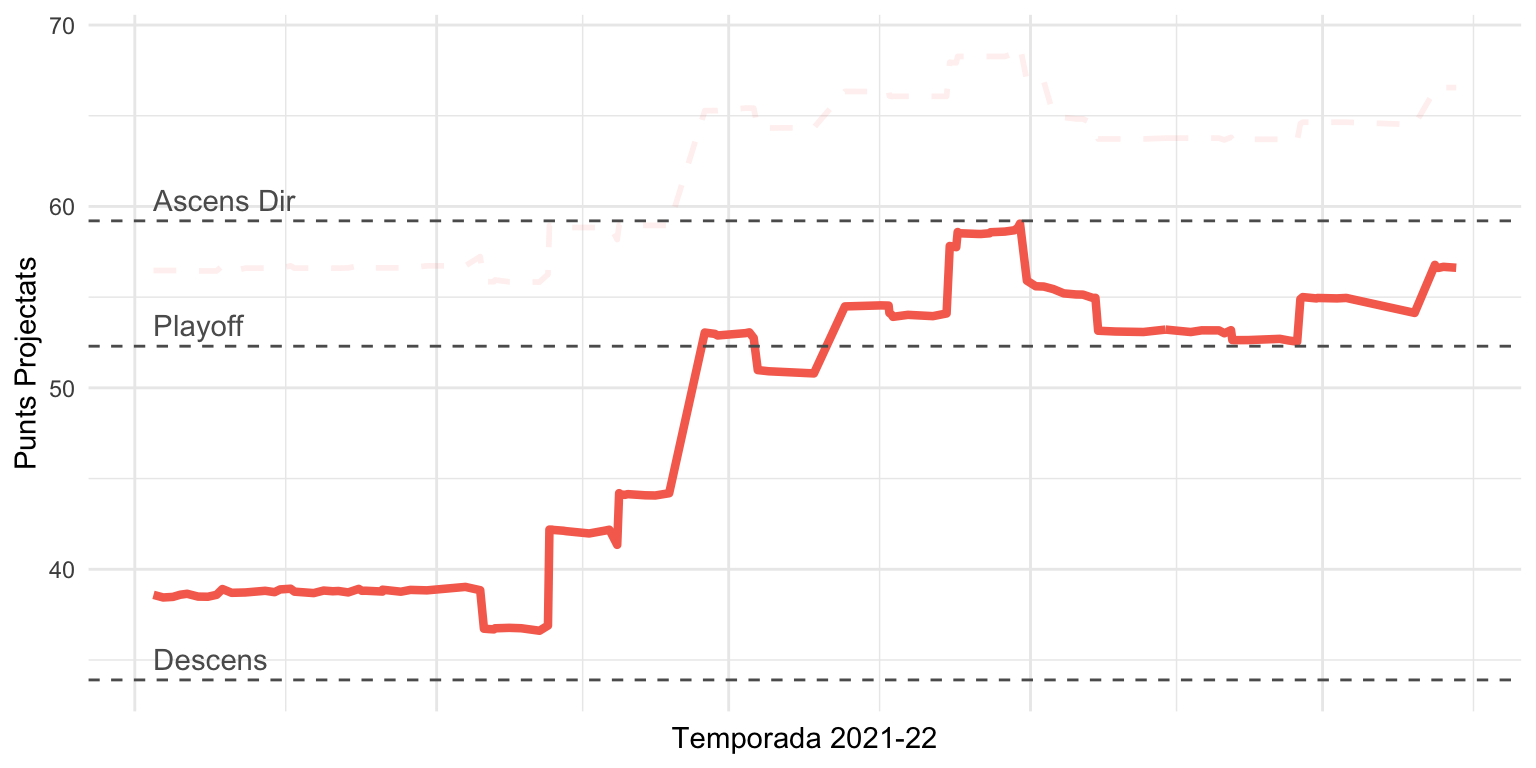 70
60
50
40
Punts Projectats
Ascens Dir
Playoff
Descens
Temporada 2021-22